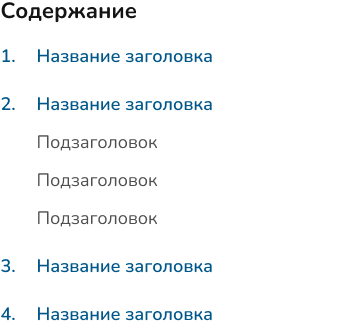 Содержание
1. Название заголовка
2. Название заголовка
Подзаголовок
Подзаголовок
Подзаголовок
3. Название заголовка
4. Название заголовка